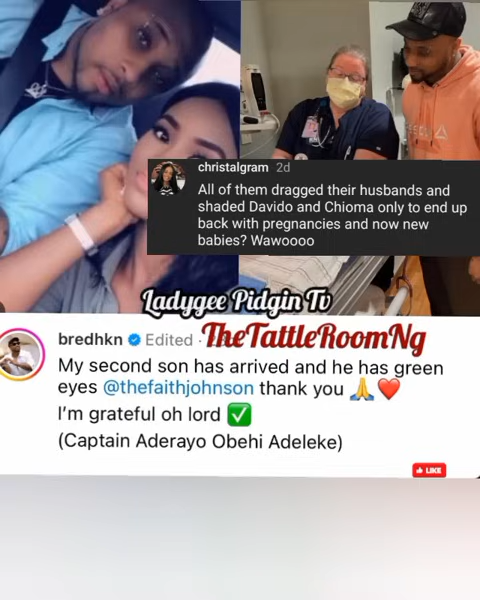 christalgram 2d
All of them dragged their husbands and
shaded Davido and Chioma only to end up
back with pregnancies and now new
babies? Wawoooo
Ladygee Pidgin Tv
TheTattleRoomNg
bredhkn Edited ·
My second son has arrived and he has green
eyes @thefaithjohnson thank you 🙏❤️
I'm grateful oh lord ✅
(Captain Aderayo Obehi Adeleke)
LIKE